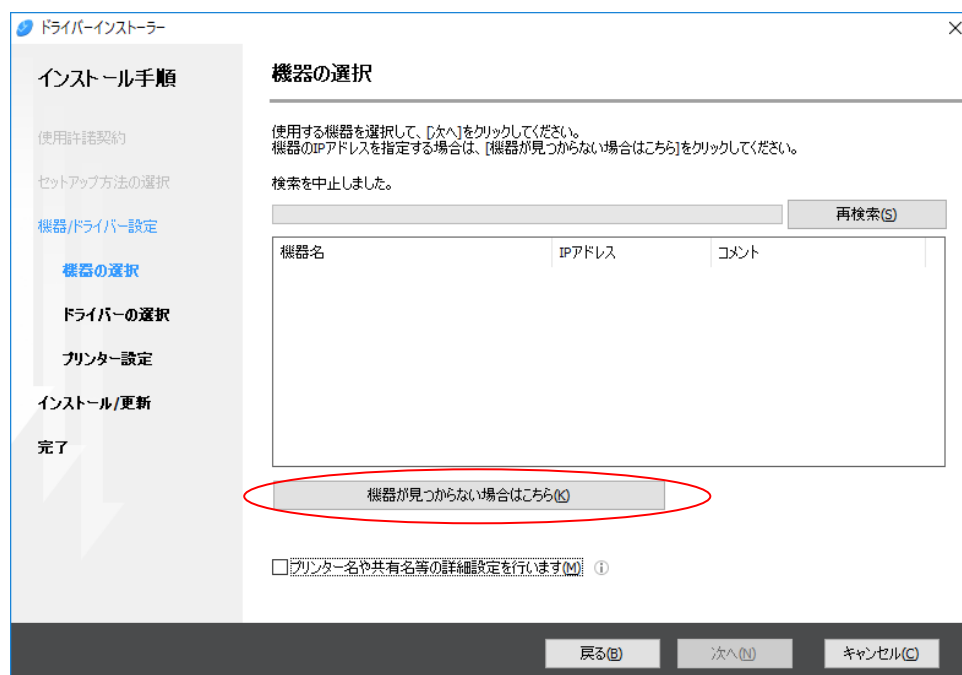 ドライバーインストーラー
インストール手順
使用許諾契約
セットアップ方法の選択
機器/ドライバー設定
機器の選択
ドライバーの選択
プリンター設定
インストール/更新
完了
機器の選択
使用する機器を選択して、[次へ]をクリックしてください。
機器のIPアドレスを指定する場合は、[機器が見つからない場合はこちら]をクリックしてください。
検索を中止しました。
再検索(S)
機器名 IPアドレス コメント
機器が見つからない場合はこちら(K)
プリンター名や共有名等の詳細設定を行います(M)
戻る(B) 次へ(N) キャンセル(C)